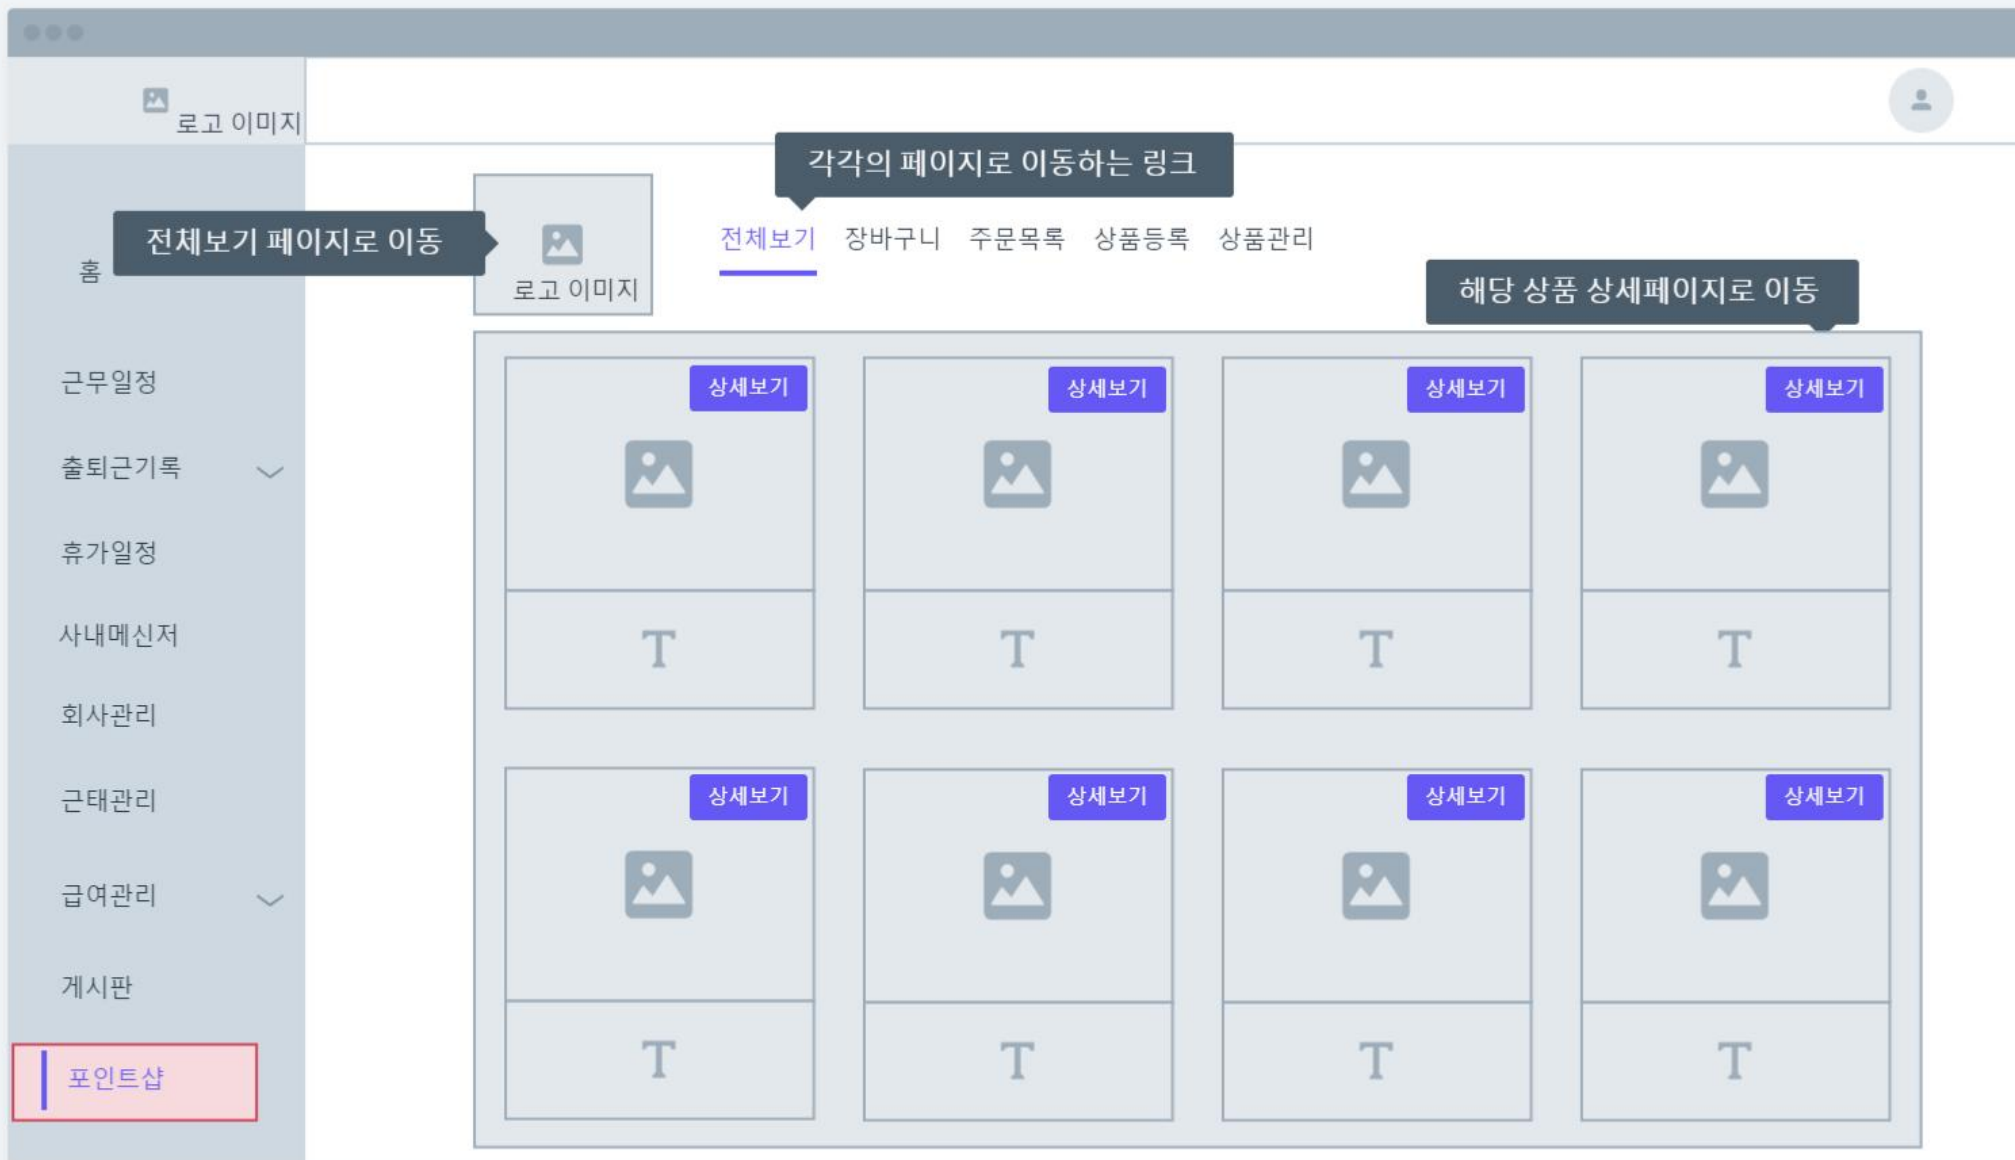 로고 이미지
각각의 페이지로 이동하는 링크
전체보기 페이지로 이동
로고 이미지
전체보기 장바구니 주문목록 상품등록 상품관리
해당 상품 상세페이지로 이동
홈
근무일정
출퇴근기록
휴가일정
사내메신저
회사관리
근태관리
급여관리
게시판
포인트샵
상세보기 상세보기 상세보기 상세보기
T T T T
상세보기 상세보기 상세보기 상세보기
T T T T